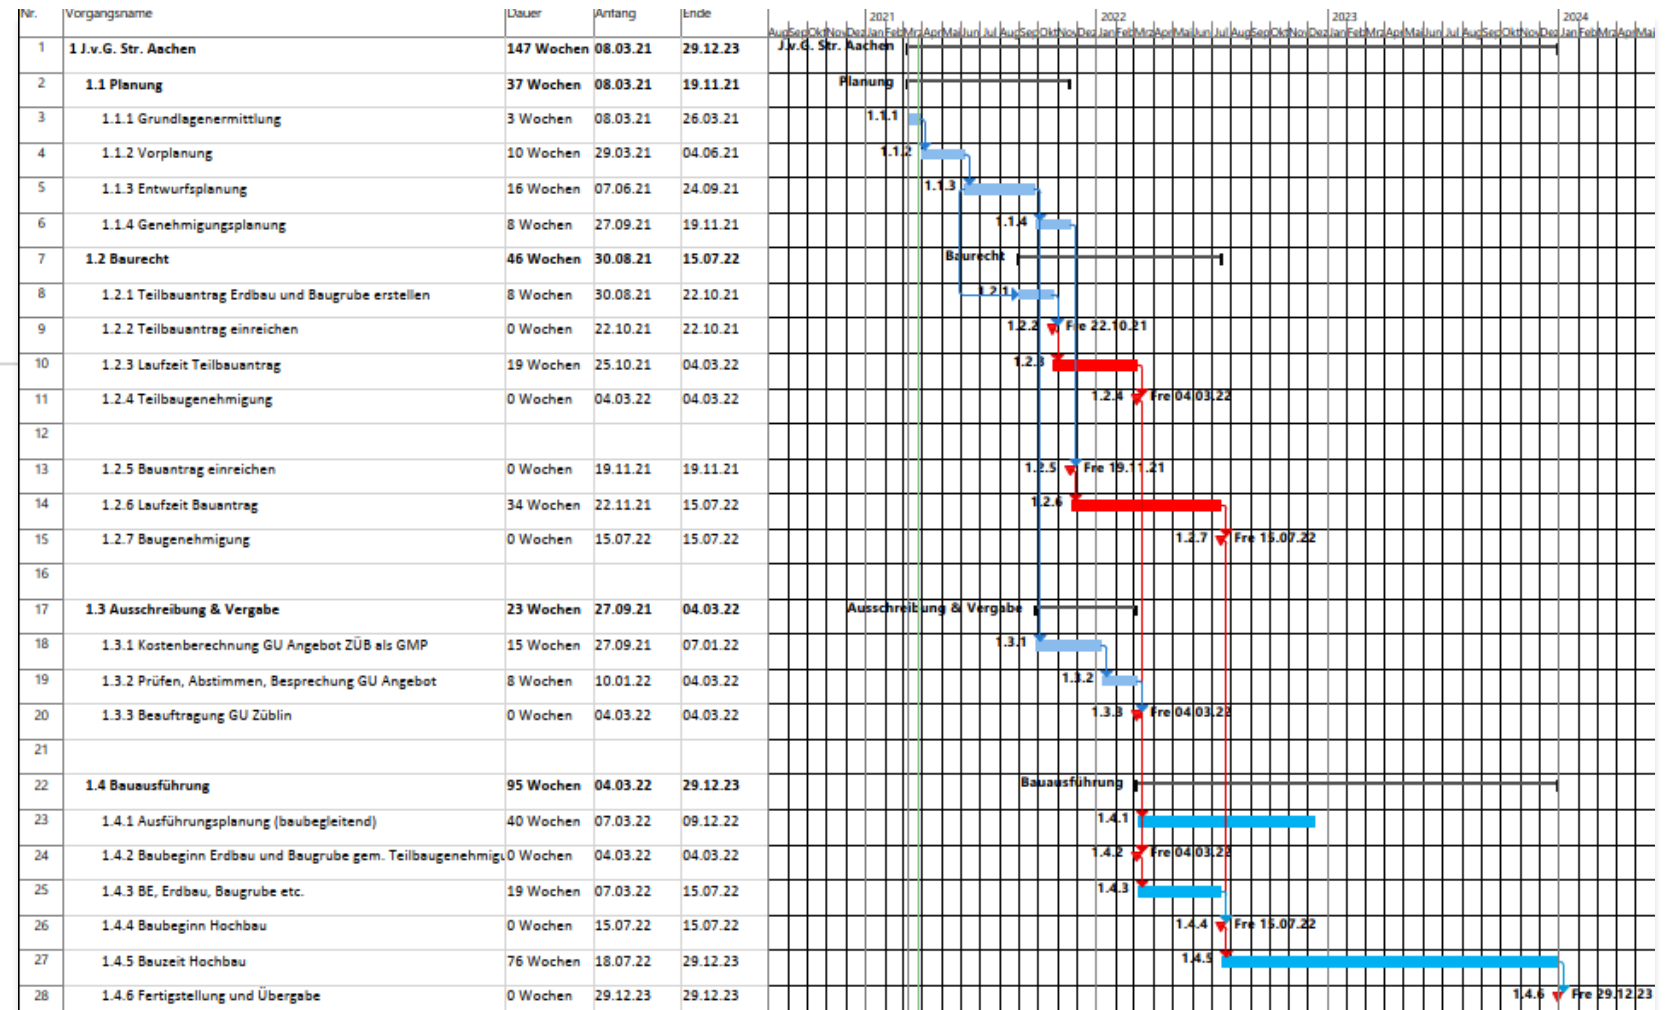 Nr. Vorgangsname Dauer Anfang Ende 2021 2022 2023 2024
Aug Sep Okt Nov Dez Jan Feb Mrz Apr Mai Jun Jul Aug Sep Okt Nov Dez Jan Feb Mrz Apr Mai Jun Jul Aug Sep Okt Nov Dez Jan Feb Mrz Apr Mai Jun Jul Aug Sep Okt Nov Dez Jan Feb Mrz Apr Mai
1 1 J.v.G. Str. Aachen 147 Wochen 08.03.21 29.12.23 J.v.G. Str. Aachen
2 1.1 Planung 37 Wochen 08.03.21 19.11.21 Planung
3 1.1.1 Grundlagenermittlung 3 Wochen 08.03.21 26.03.21 1.1.1
4 1.1.2 Vorplanung 10 Wochen 29.03.21 04.06.21 1.1.2
5 1.1.3 Entwurfsplanung 16 Wochen 07.06.21 24.09.21 1.1.3
6 1.1.4 Genehmigungsplanung 8 Wochen 27.09.21 19.11.21 1.1.4
7 1.2 Baurecht 46 Wochen 30.08.21 15.07.22 Baurecht
8 1.2.1 Teilbauantrag Erdbau und Baugrube erstellen 8 Wochen 30.08.21 22.10.21 1.2.1
9 1.2.2 Teilbauantrag einreichen 0 Wochen 22.10.21 22.10.21 1.2.2 Fre 22.10.21
10 1.2.3 Laufzeit Teilbauantrag 19 Wochen 25.10.21 04.03.22 1.2.3
11 1.2.4 Teilbaugenehmigung 0 Wochen 04.03.22 04.03.22 1.2.4 Fre 04.03.22
12
13 1.2.5 Bauantrag einreichen 0 Wochen 19.11.21 19.11.21 1.2.5 Fre 19.11.21
14 1.2.6 Laufzeit Bauantrag 34 Wochen 22.11.21 15.07.22 1.2.6
15 1.2.7 Baugenehmigung 0 Wochen 15.07.22 15.07.22 1.2.7 Fre 15.07.22
16
17 1.3 Ausschreibung & Vergabe 23 Wochen 27.09.21 04.03.22 Ausschreibung & Vergabe
18 1.3.1 Kostenberechnung GU Angebot ZÜB als GMP 15 Wochen 27.09.21 07.01.22 1.3.1
19 1.3.2 Prüfen, Abstimmen, Besprechung GU Angebot 8 Wochen 10.01.22 04.03.22 1.3.2
20 1.3.3 Beauftragung GU Züblin 0 Wochen 04.03.22 04.03.22 1.3.3 Fre 04.03.22
21
22 1.4 Bauausführung 95 Wochen 04.03.22 29.12.23 Bauausführung
23 1.4.1 Ausführungsplanung (baubegleitend) 40 Wochen 07.03.22 09.12.22 1.4.1
24 1.4.2 Baubeginn Erdbau und Baugrube gem. Teilbaugenehmigu 0 Wochen 04.03.22 04.03.22 1.4.2 Fre 04.03.22
25 1.4.3 BE, Erdbau, Baugrube etc. 19 Wochen 07.03.22 15.07.22 1.4.3
26 1.4.4 Baubeginn Hochbau 0 Wochen 15.07.22 15.07.22 1.4.4 Fre 15.07.22
27 1.4.5 Bauzeit Hochbau 76 Wochen 18.07.22 29.12.23 1.4.5
28 1.4.6 Fertigstellung und Übergabe 0 Wochen 29.12.23 29.12.23 1.4.6 Fre 29.12.23